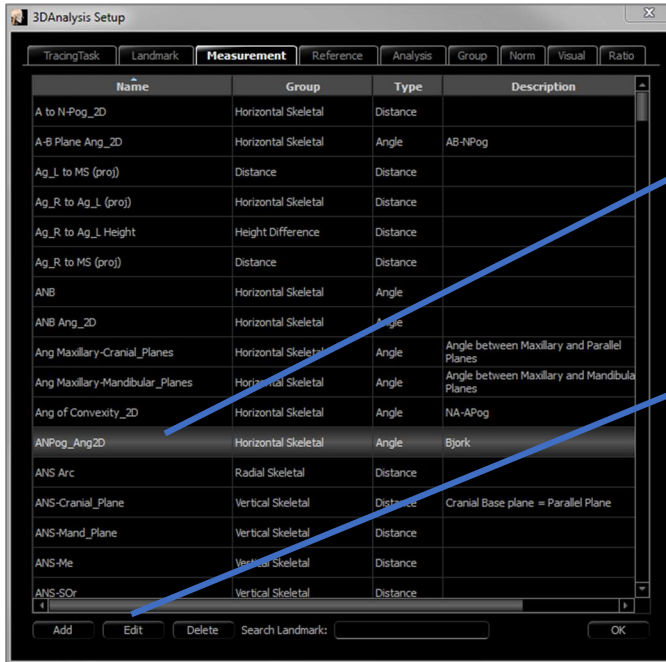 3DAnalysis Setup
TracingTask Landmark Measurement Reference Analysis Group Norm Visual Ratio
Name Group Type Description
A to N-Pog_2D Horizontal Skeletal Distance
A-B Plane Ang_2D Horizontal Skeletal Angle AB-NPog
Ag_L to MS (proj) Distance Distance
Ag_R to Ag_L (proj) Horizontal Skeletal Distance
Ag_R to Ag_L Height Height Difference Distance
Ag_R to MS (proj) Distance Distance
ANB Horizontal Skeletal Angle
ANB Ang_2D Horizontal Skeletal Angle
Ang Maxillary-Cranial_Planes Horizontal Skeletal Angle Angle between Maxillary and Parallel
Planes
Ang Maxillary-Mandibular_Planes Horizontal Skeletal Angle Angle between Maxillary and Mandibula
Planes
Ang of Convexity_2D Horizontal Skeletal Angle NA-APog
ANPog_Ang2D Horizontal Skeletal Angle Bjork
ANS Arc Radial Skeletal Distance
ANS-Cranial_Plane Vertical Skeletal Distance Cranial Base plane = Parallel Plane
ANS-Mand_Plane Vertical Skeletal Distance
ANS-Me Vertical Skeletal Distance
ANS-SOr Vertical Skeletal Distance
Add Edit Delete Search Landmark: OK